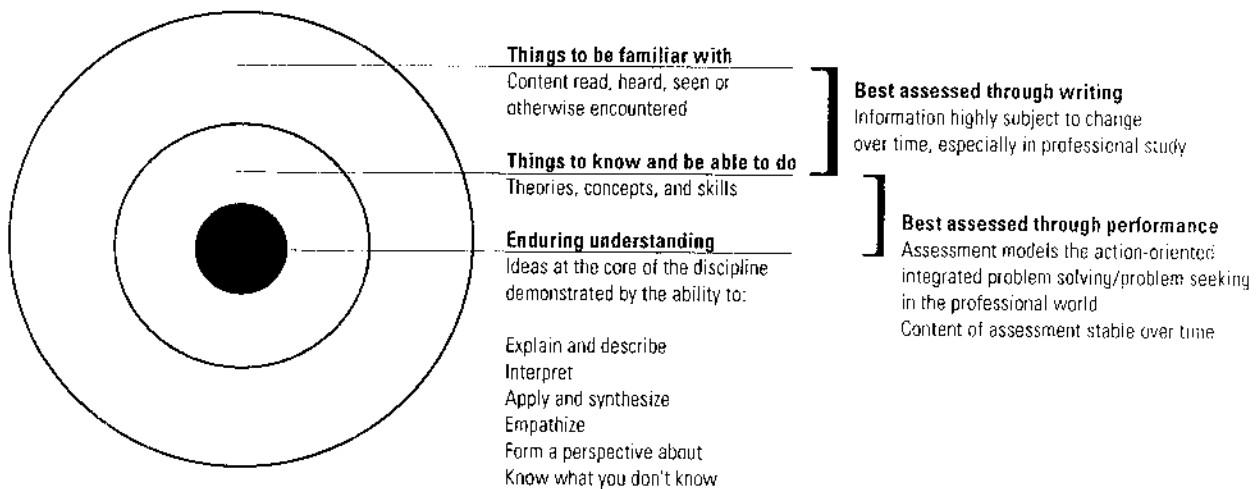 Things to be familiar with
Content read, heard, seen or
otherwise encountered
Things to know and be able to do
Theories, concepts, and skills
Enduring understanding
Ideas at the core of the discipline
demonstrated by the ability to:
Explain and describe
Interpret
Apply and synthesize
Empathize
Form a perspective about
Know what you don't know
Best assessed through writing
Information highly subject to change
over time, especially in professional study
Best assessed through performance
Assessment models the action-oriented
integrated problem solving/problem seeking
in the professional world
Content of assessment stable over time